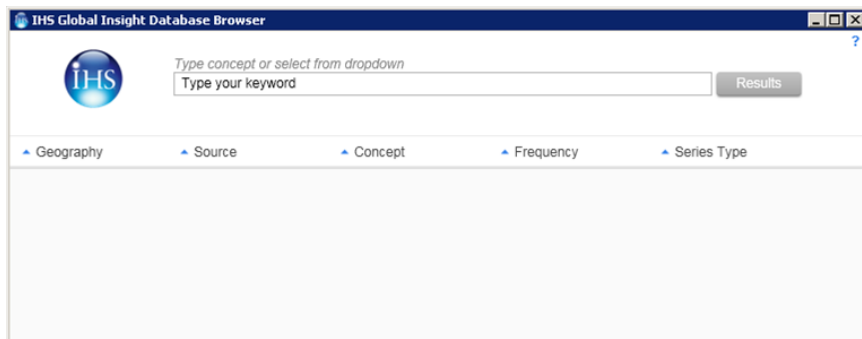 IHS Global Insight Database Browser
?
IHS
Type concept or select from dropdown
Type your keyword
Results
Geography Source Concept Frequency Series Type